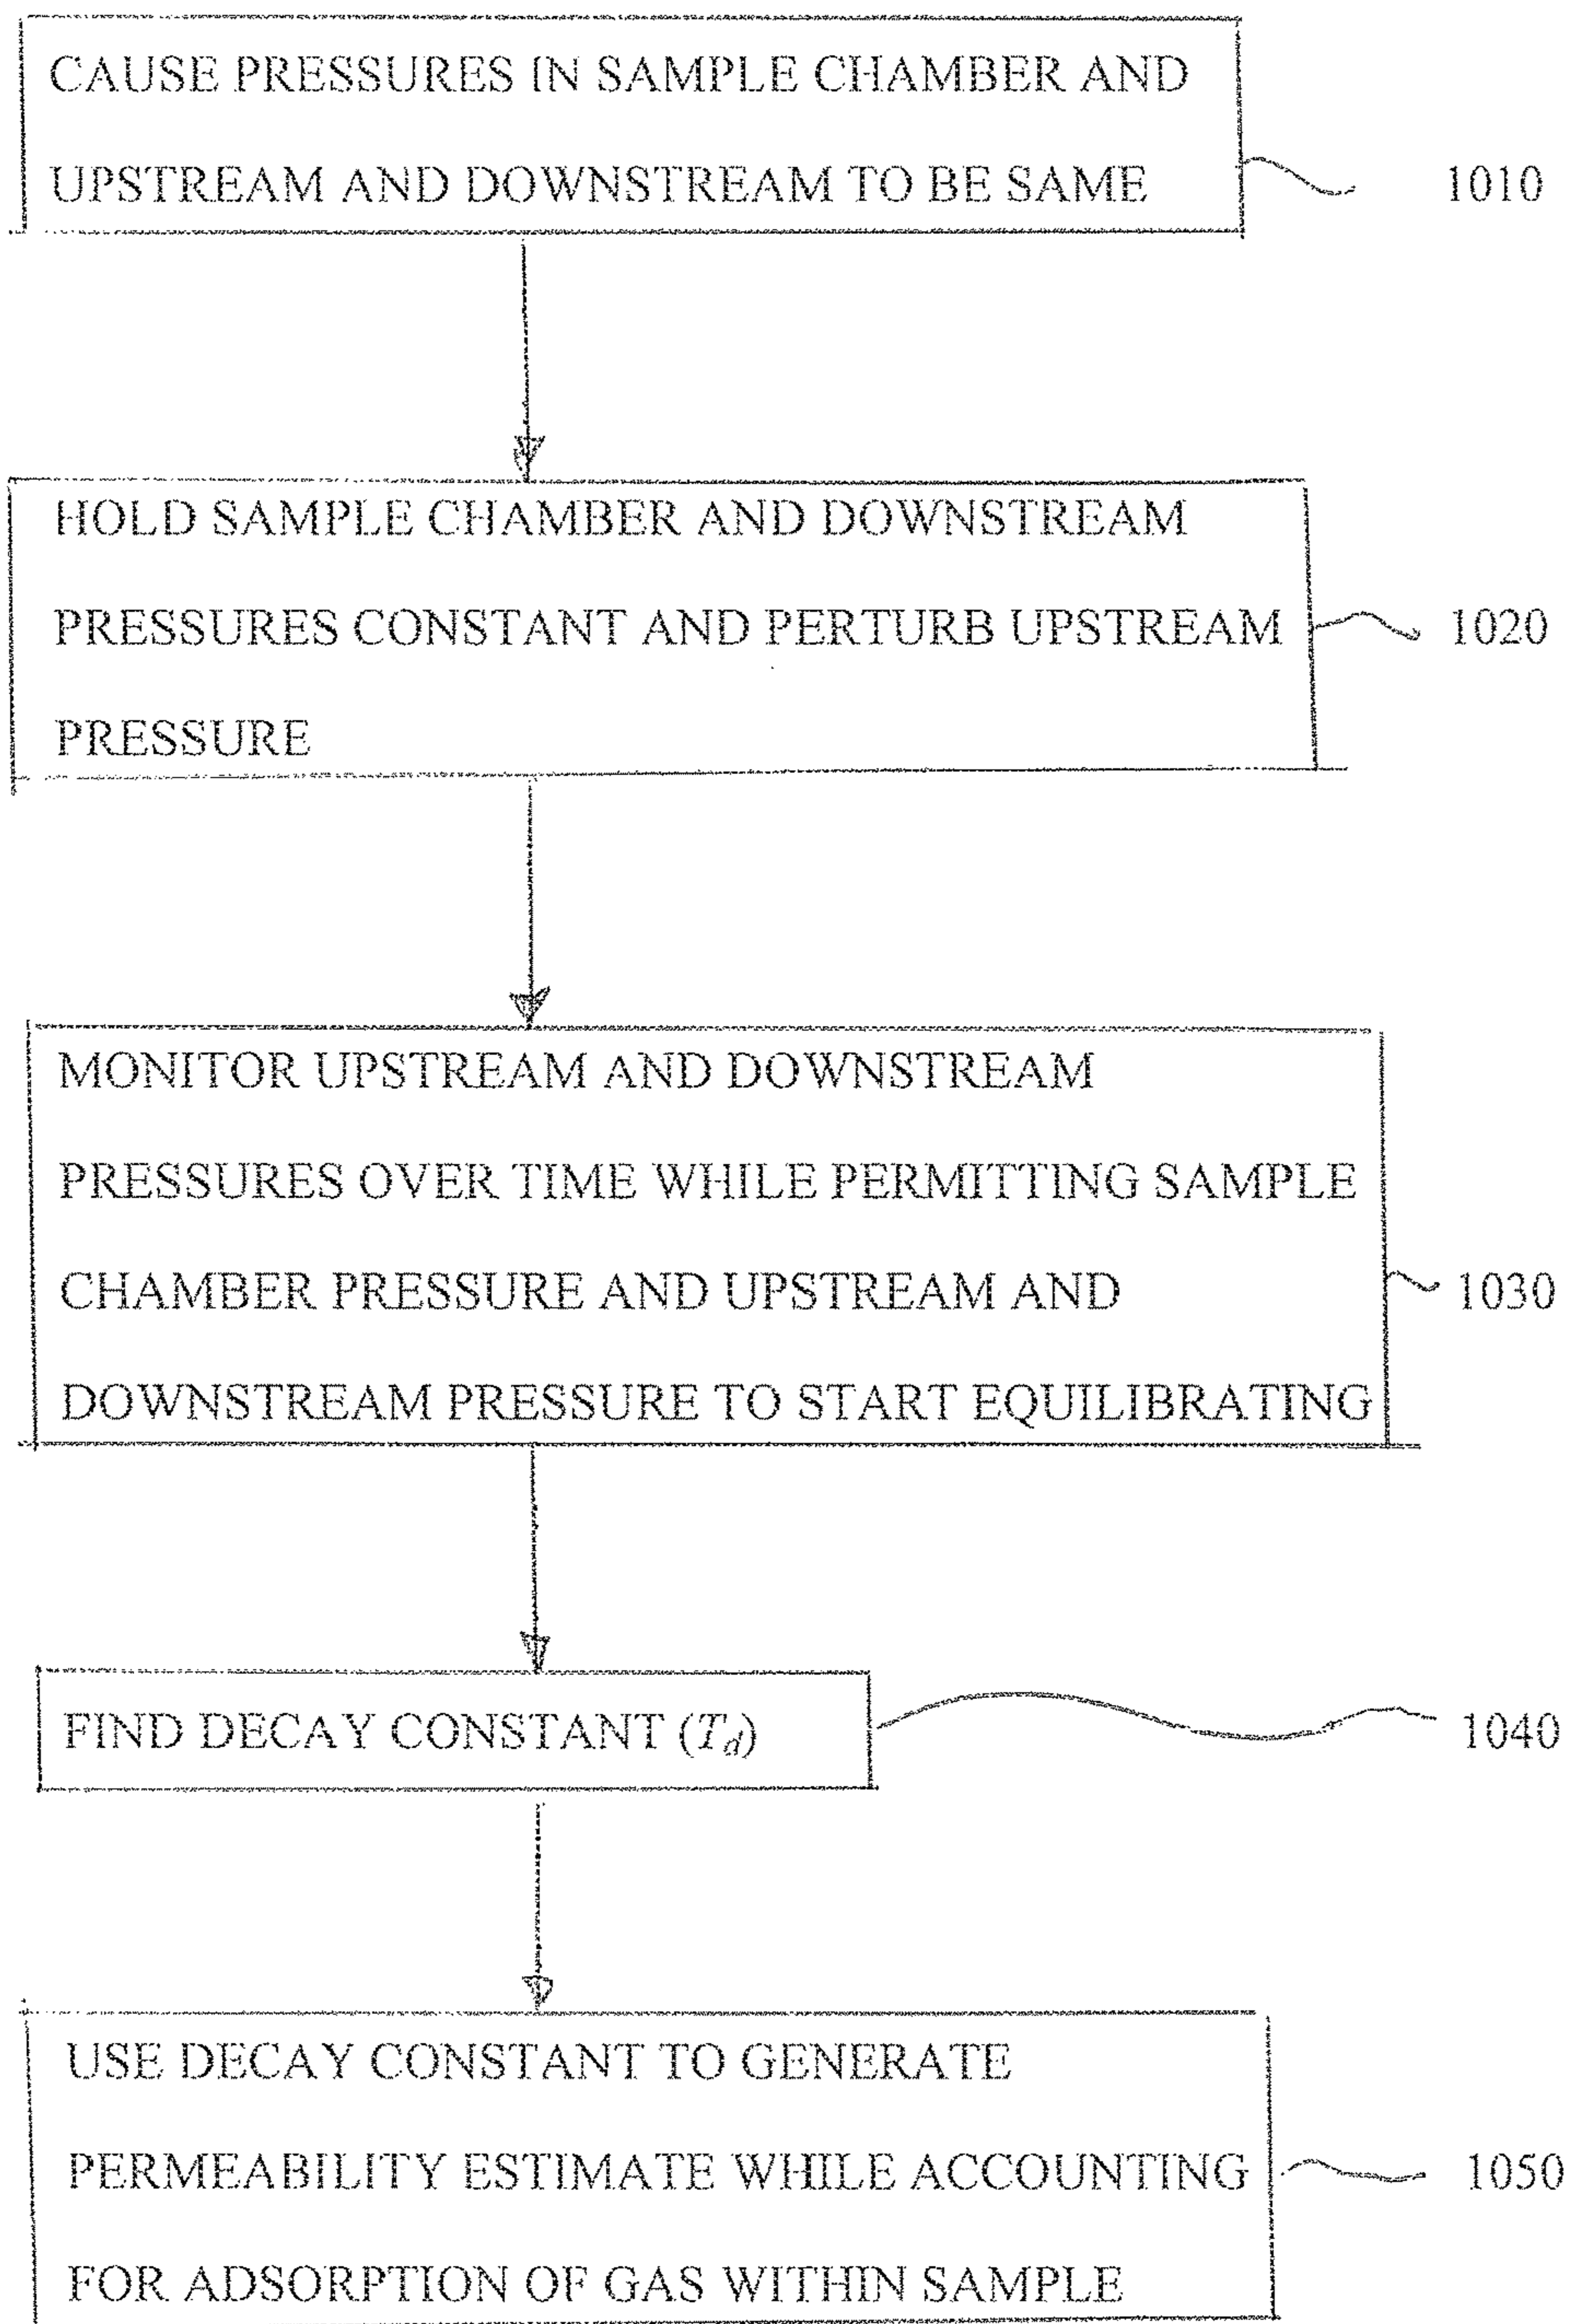 CAUSE PRESSURES IN SAMPLE CHAMBER AND
UPSTREAM AND DOWNSTREAM TO BE SAME
1010
HOLD SAMPLE CHAMBER AND DOWNSTREAM
PRESSURES CONSTANT AND PERTURB UPSTREAM
PRESSURE
1020
MONITOR UPSTREAM AND DOWNSTREAM
PRESSURES OVER TIME WHILE PERMITTING SAMPLE
CHAMBER PRESSURE AND UPSTREAM AND
DOWNSTREAM PRESSURE TO START EQUILIBRATING
1030
FIND DECAY CONSTANT (T_d)
1040
USE DECAY CONSTANT TO GENERATE
PERMEABILITY ESTIMATE WHILE ACCOUNTING
FOR ADSORPTION OF GAS WITHIN SAMPLE
1050